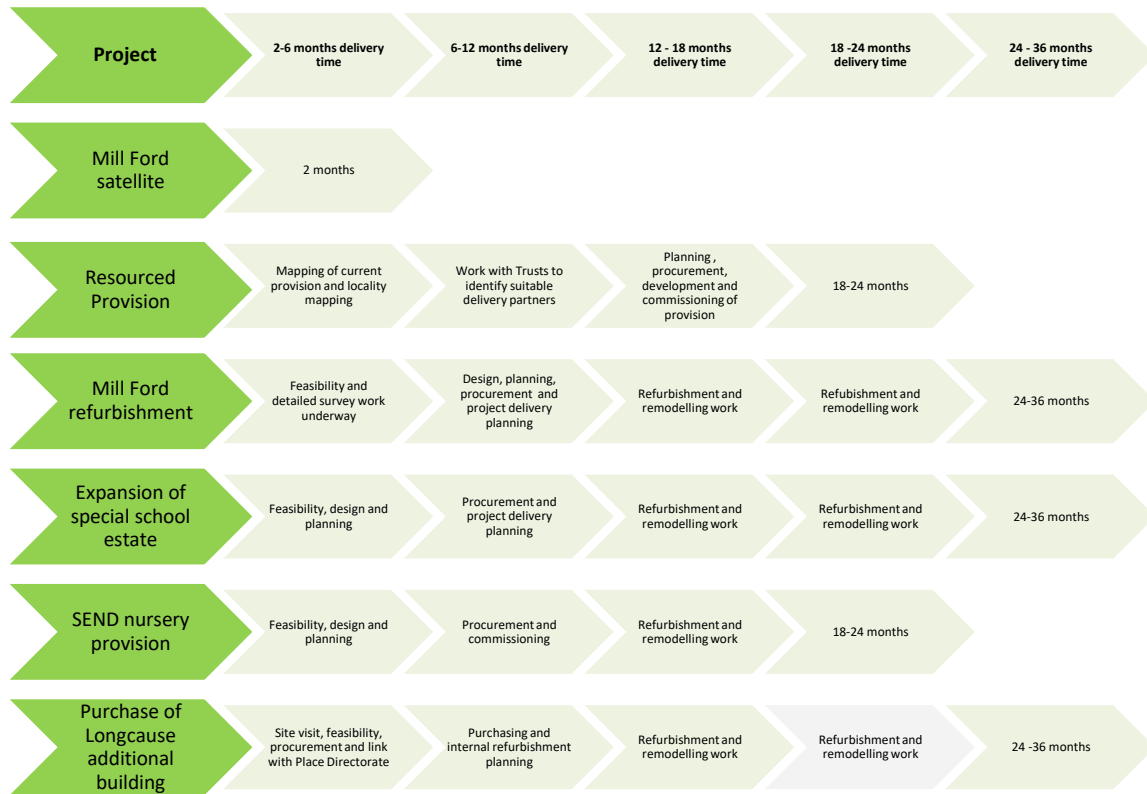 Project
2-6 months delivery
time
6-12 months delivery
time
12 - 18 months
delivery time
18 -24 months
delivery time
24 - 36 months
delivery time
Mill Ford
satellite
2 months
Resourced
Provision
Mapping of current
provision and locality
mapping
Work with Trusts to
identify suitable
delivery partners
Planning ,
procurement,
development and
commissioning of
provision
18-24 months
Mill Ford
refurbishment
Feasibility and
detailed survey work
underway
Design, planning,
procurement and
project delivery
planning
Refurbishment and
remodelling work
Refubishment and
remodelling work
24-36 months
Expansion of
special school
estate
Feasibility, design and
planning
Procurement and
project delivery
planning
Refurbishment and
remodelling work
Refurbishment and
remodelling work
24-36 months
SEND nursery
provision
Feasibility, design and
planning
Procurement and
commissioning
Refurbishment and
remodelling work
18-24 months
Purchase of
Longcause
additional
building
Site visit, feasibility,
procurement and link
with Place Directorate
Purchasing and
internal refurbishment
planning
Refurbishment and
remodelling work
Refurbishment and
remodelling work
24 -36 months